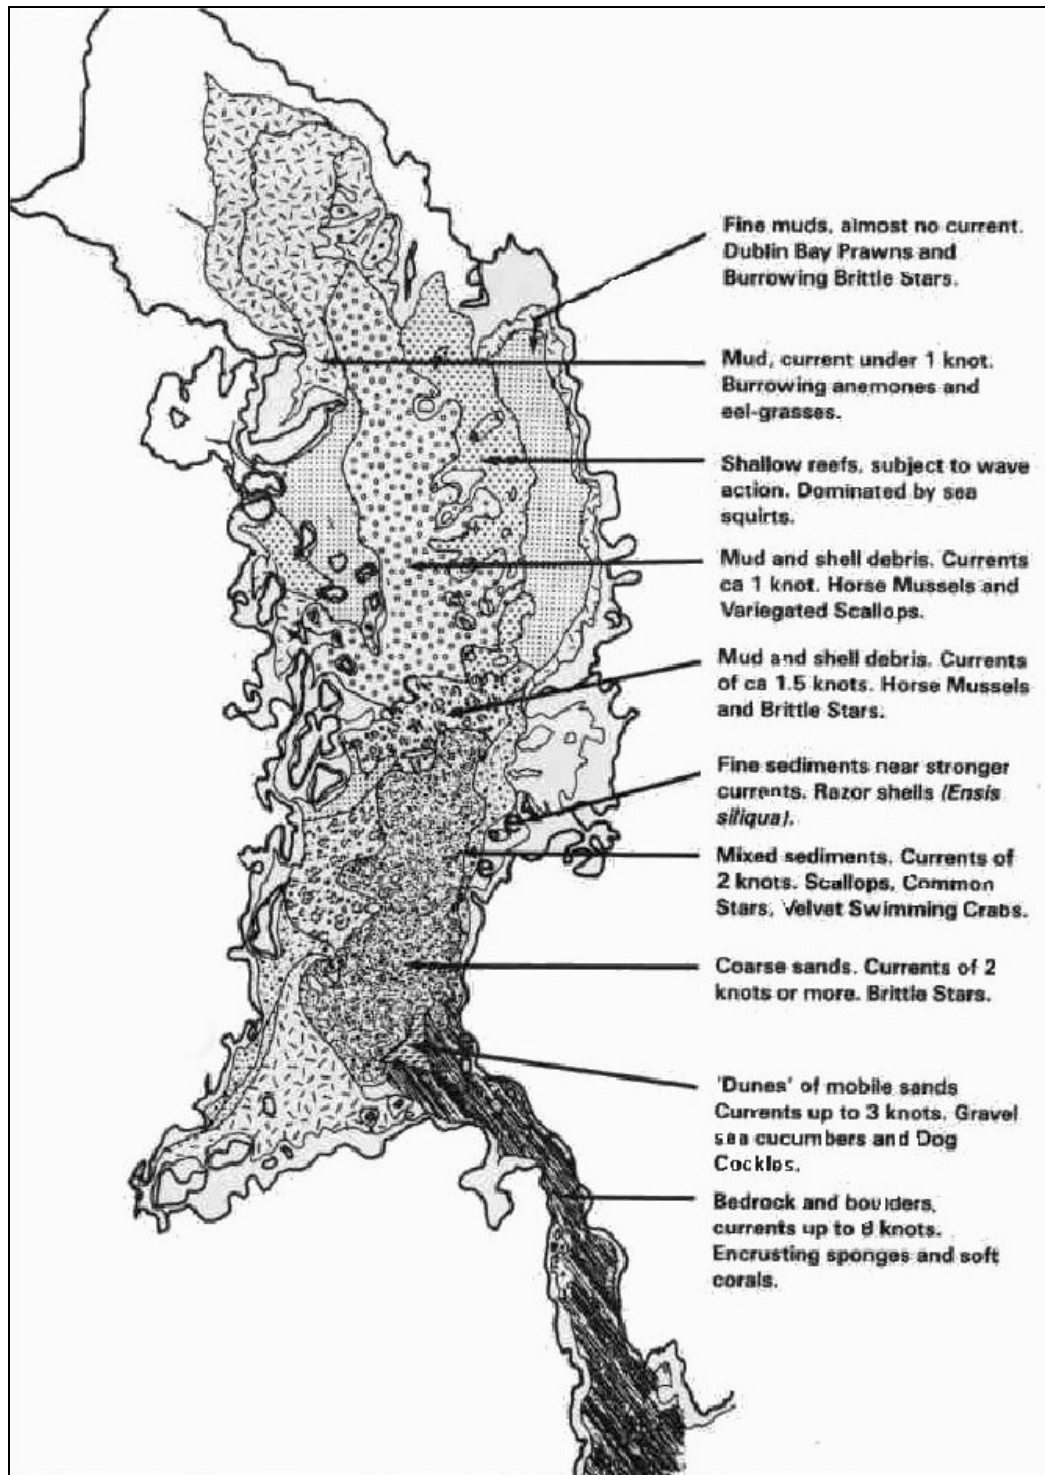 Fine muds, almost no current.
Dublin Bay Prawns and
Burrowing Brittle Stars.
Mud, current under 1 knot.
Burrowing anemones and
eel-grasses.
Shallow reefs, subject to wave
action. Dominated by sea
squirts.
Mud and shell debris. Currents
ca 1 knot. Horse Mussels and
Variegated Scallops.
Mud and shell debris. Currents
of ca 1.5 knots. Horse Mussels
and Brittle Stars.
Fine sediments near stronger
currents. Razor shells (Ensis
siliqua).
Mixed sediments. Currents of
2 knots. Scallops, Common
Stars, Velvet Swimming Crabs.
Coarse sands. Currents of 2
knots or more. Brittle Stars.
'Dunes' of mobile sands
Currents up to 3 knots. Gravel
sea cucumbers and Dog
Cockles.
Bedrock and boulders,
currents up to 8 knots.
Encrusting sponges and soft
corals.